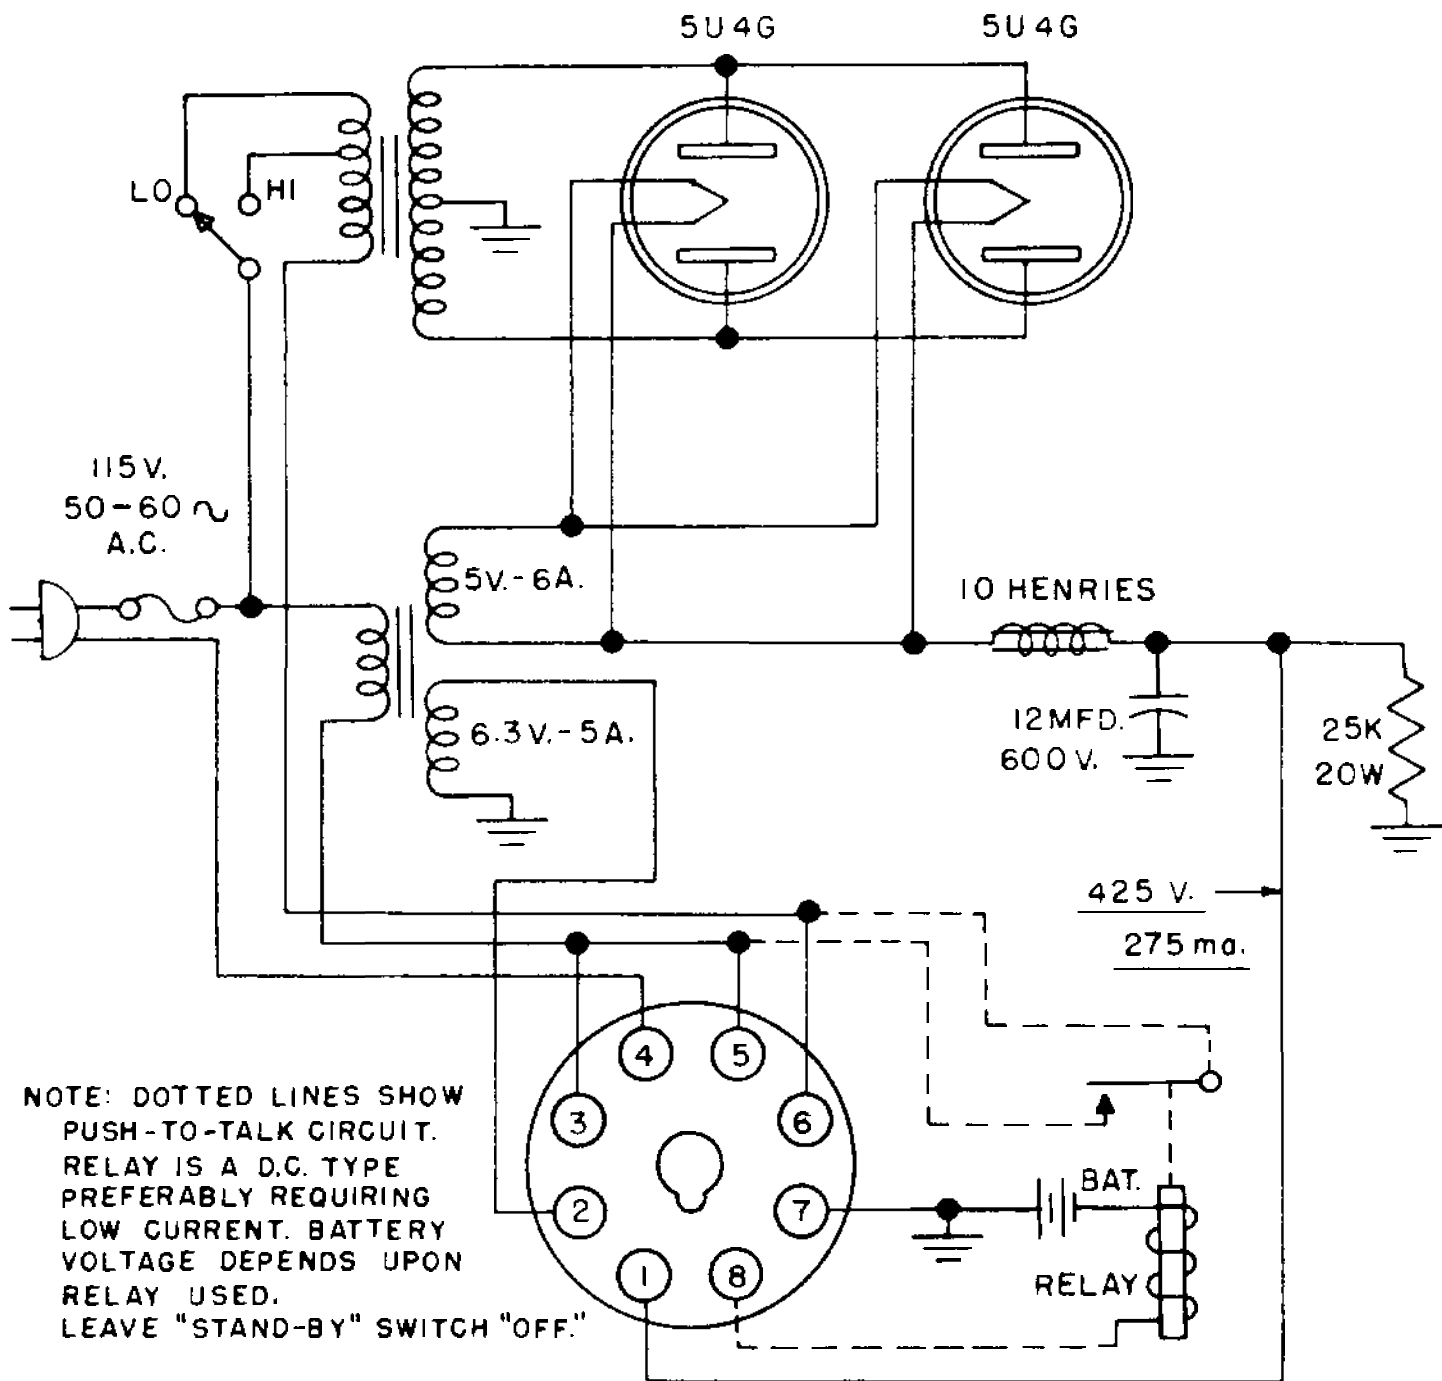 5U4G
5U4G
LO
HI
115V.
50-60 ~
A.C.
5V.-6A.
10 HENRIES
6.3V.-5A.
12MFD.
600V.
25K
20W
425 V.
275 ma.
4
5
3
6
2
7
1
8
BAT.
RELAY
NOTE: DOTTED LINES SHOW
PUSH-TO-TALK CIRCUIT.
RELAY IS A D.C. TYPE
PREFERABLY REQUIRING
LOW CURRENT. BATTERY
VOLTAGE DEPENDS UPON
RELAY USED.
LEAVE "STAND-BY" SWITCH "OFF."